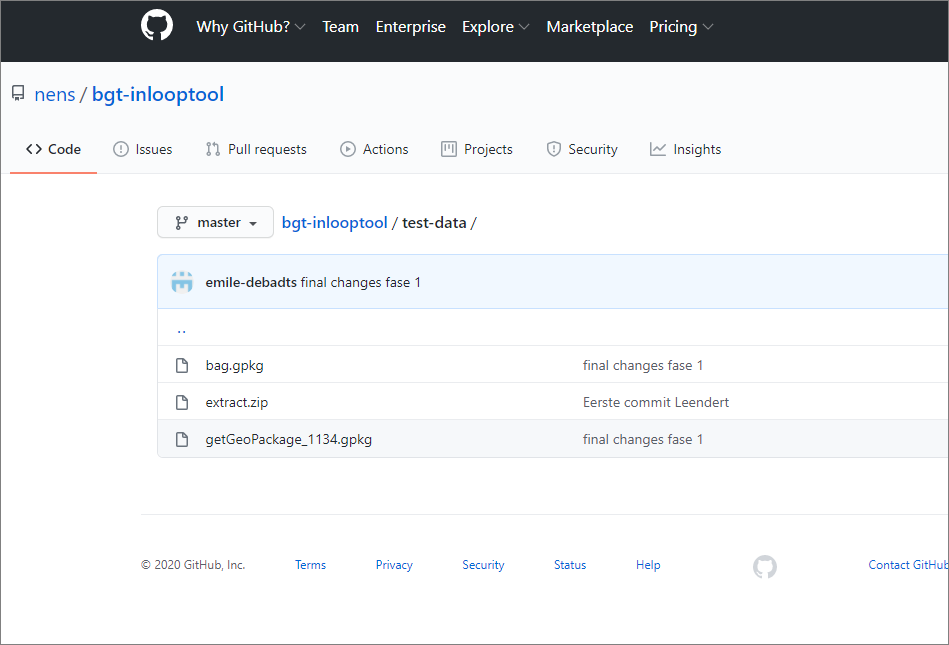 Why GitHub? Team Enterprise Explore Marketplace Pricing
nens / bgt-inlooptool
Code Issues Pull requests Actions Projects Security Insights
master bgt-inlooptool / test-data /
emile-debadts final changes fase 1
..
bag.gpkg final changes fase 1
extract.zip Eerste commit Leendert
getGeoPackage_1134.gpkg final changes fase 1
© 2020 GitHub, Inc. Terms Privacy Security Status Help Contact GitHub